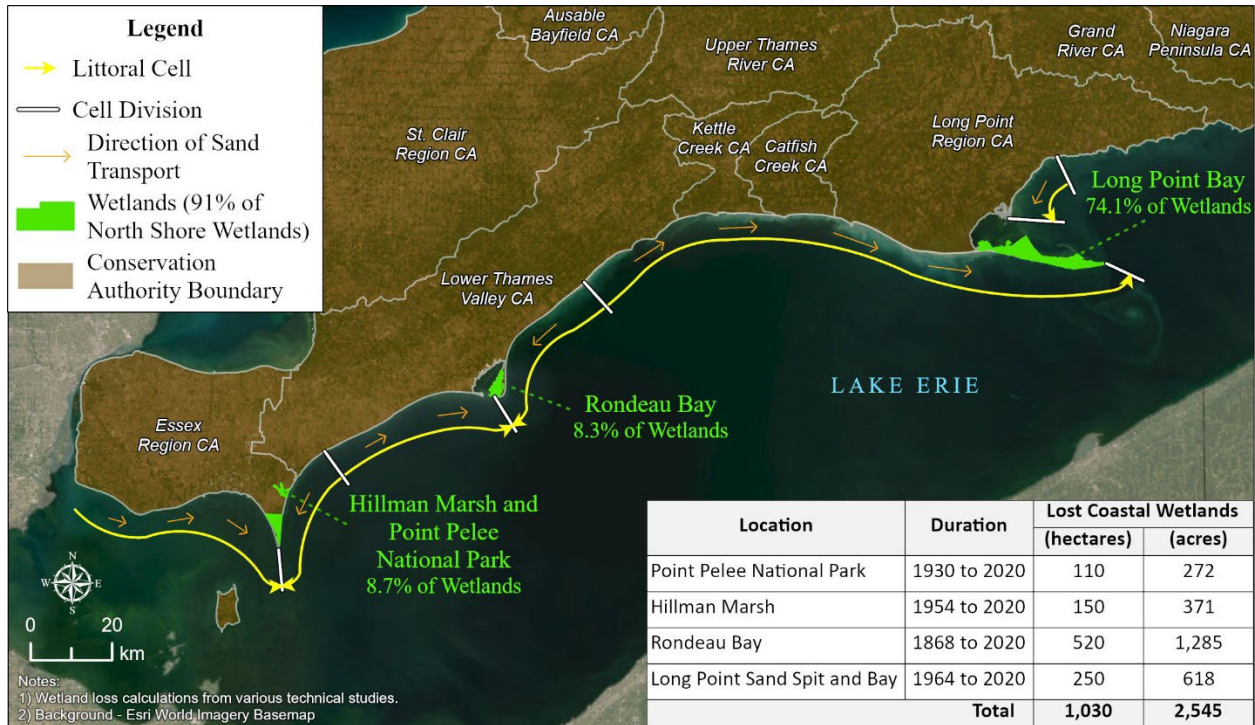 Legend
Littoral Cell
Cell Division
Direction of Sand
Transport
Wetlands (91% of
North Shore Wetlands)
Conservation
Authority Boundary
Ausable
Bayfield CA
Upper Thames
River CA
Grand
River CA
Niagara
Peninsula CA
St. Clair
Region CA
Kettle
Creek CA
Catfish
Creek CA
Long Point
Region CA
Long Point Bay
74.1% of Wetlands
Lower Thames
Valley CA
LAKE ERIE
Rondeau Bay
8.3% of Wetlands
Essex
Region CA
Hillman Marsh and
Point Pelee
National Park
8.7% of Wetlands
N
W E
S
0 20
km
Notes:
1) Wetland loss calculations from various technical studies.
2) Background - Esri World Imagery Basemap
Location Duration Lost Coastal Wetlands
(hectares) (acres)
Point Pelee National Park 1930 to 2020 110 272
Hillman Marsh 1954 to 2020 150 371
Rondeau Bay 1868 to 2020 520 1,285
Long Point Sand Spit and Bay 1964 to 2020 250 618
Total 1,030 2,545